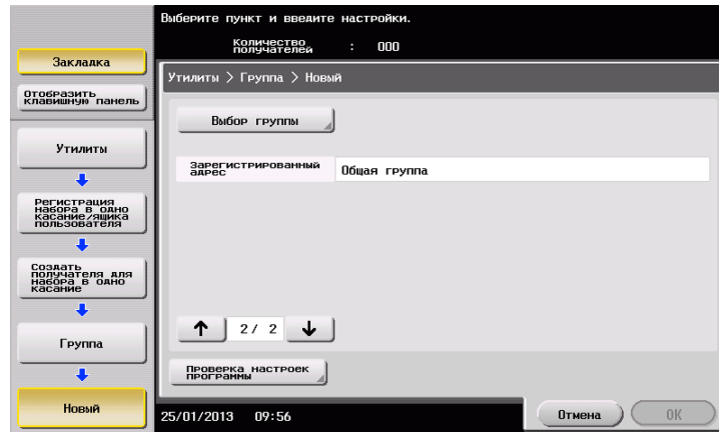 Выберите пункт и введите настройки.
Количество
получателей : 000
Закладка
Отобразить
клавишную панель
Утилиты
Регистрация
набора в одно
касание/ящика
пользователя
Создать
получателя для
набора в одно
касание
Группа
Новый
Утилиты > Группа > Новый
Выбор группы
Зарегистрированный
адрес
Общая группа
↑ 2/ 2 ↓
Проверка настроек
программы
25/01/2013 09:56
Отмена
OK